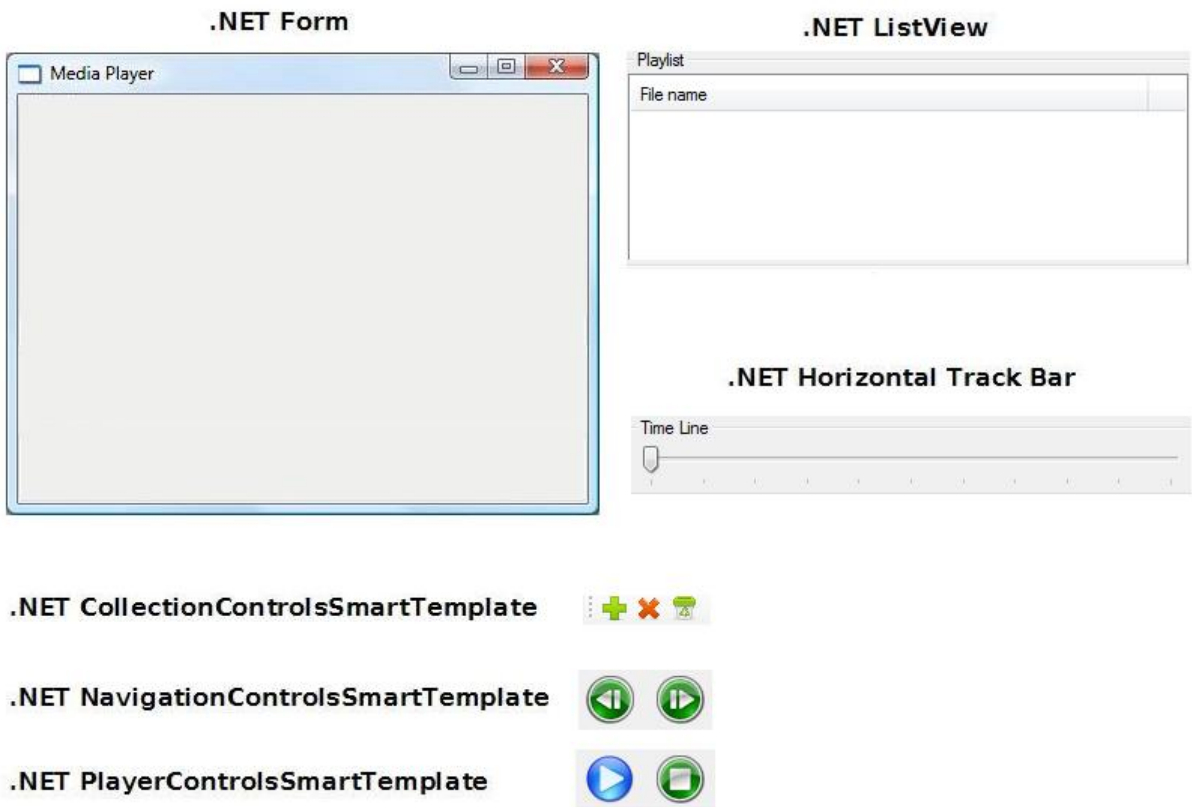 .NET Form
Media Player
.NET ListView
Playlist
File name
.NET Horizontal Track Bar
Time Line
.NET CollectionControlsSmartTemplate
.NET NavigationControlsSmartTemplate
.NET PlayerControlsSmartTemplate